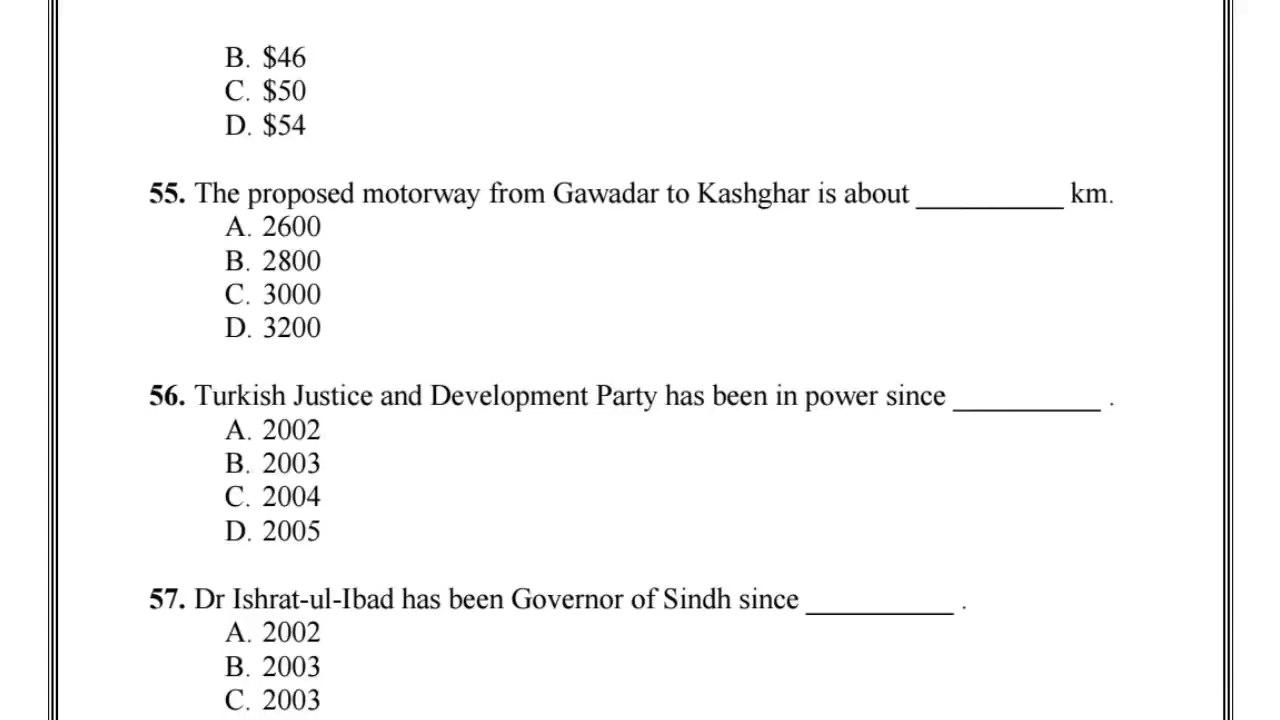 B. $46
C. $50
D. $54
55. The proposed motorway from Gawadar to Kashghar is about __________ km.
A. 2600
B. 2800
C. 3000
D. 3200
56. Turkish Justice and Development Party has been in power since __________ .
A. 2002
B. 2003
C. 2004
D. 2005
57. Dr Ishrat-ul-Ibad has been Governor of Sindh since __________ .
A. 2002
B. 2003
C. 2003